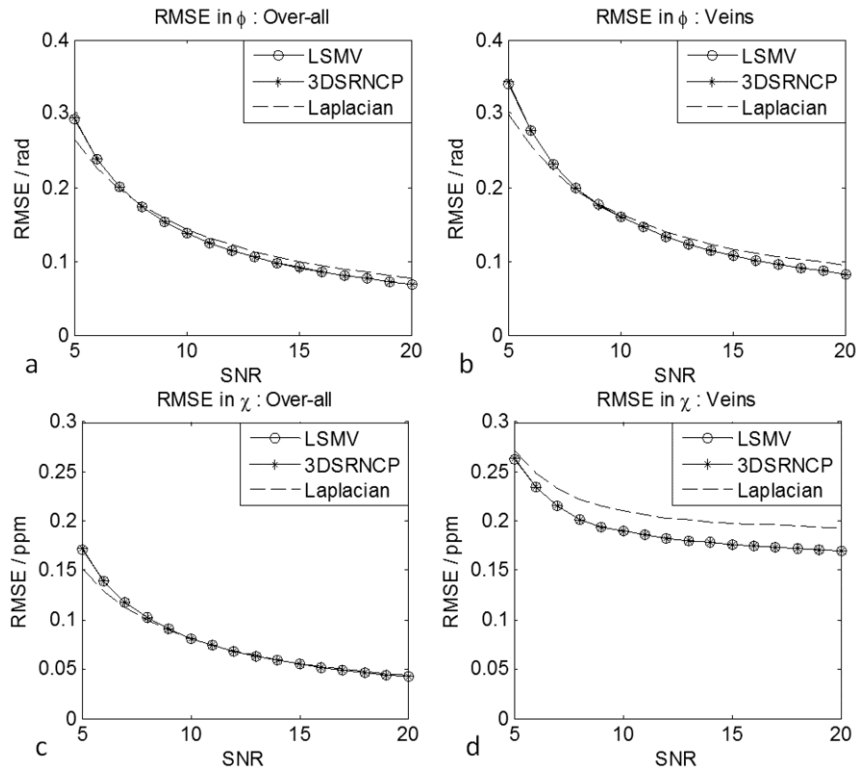 RMSE in ϕ : Over-all
0.4
0.3
0.2
0.1
0
RMSE / rad
LSMV
3DSRNCP
Laplacian
5
10
15
20
SNR
a
RMSE in ϕ : Veins
0.4
0.3
0.2
0.1
0
RMSE / rad
LSMV
3DSRNCP
Laplacian
5
10
15
20
SNR
b
RMSE in χ : Over-all
0.3
0.25
0.2
0.15
0.1
0.05
0
RMSE / ppm
LSMV
3DSRNCP
Laplacian
5
10
15
20
SNR
c
RMSE in χ : Veins
0.3
0.25
0.2
0.15
0.1
0.05
0
RMSE / ppm
LSMV
3DSRNCP
Laplacian
5
10
15
20
SNR
d